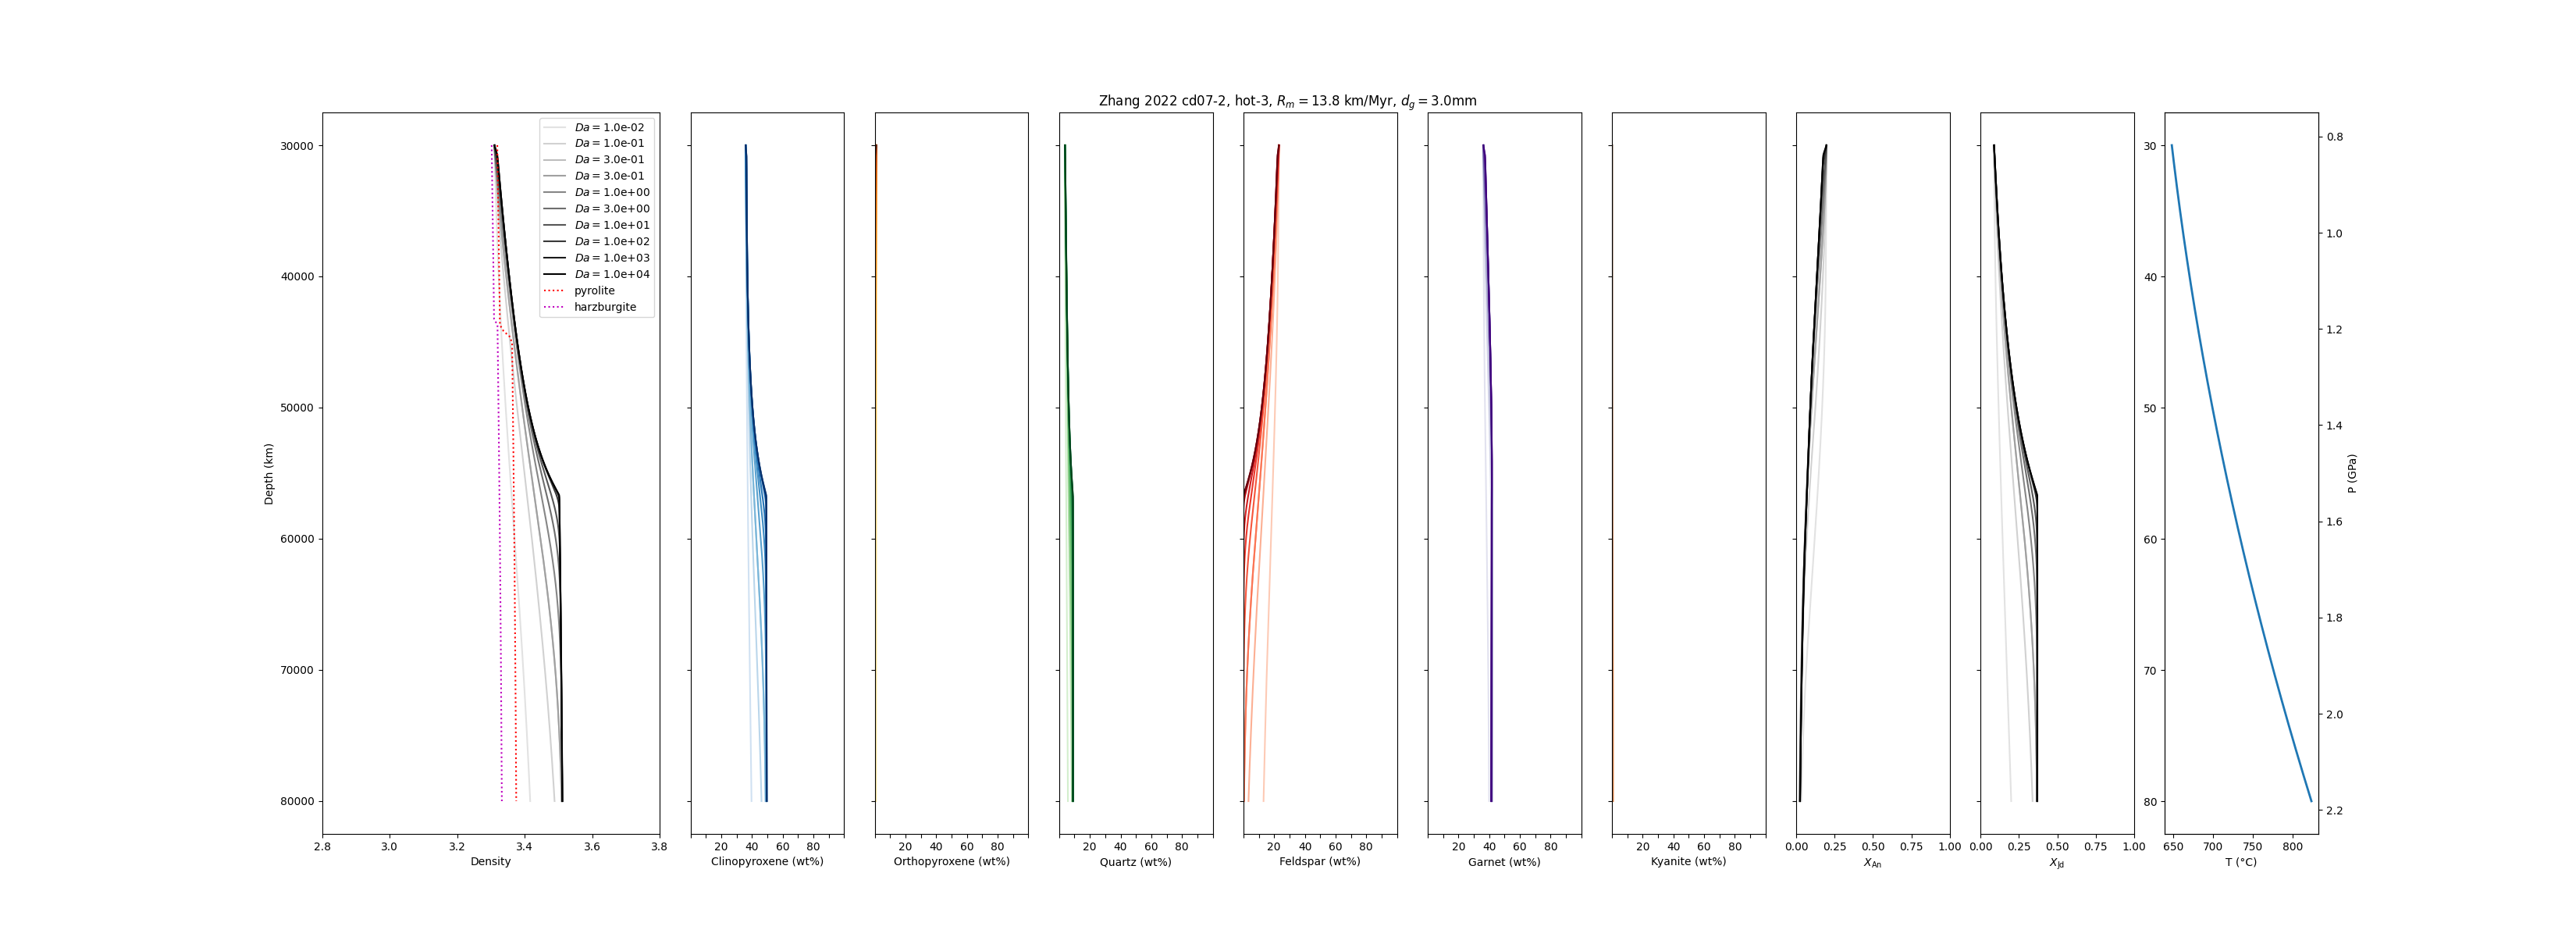 Zhang 2022 cd07-2, hot-3, R_m = 13.8 km/Myr, d_g = 3.0mm
Da = 1.0e-02
Da = 1.0e-01
Da = 3.0e-01
Da = 3.0e-01
Da = 1.0e+00
Da = 3.0e+00
Da = 1.0e+01
Da = 1.0e+02
Da = 1.0e+03
Da = 1.0e+04
pyrolite
harzburgite
Depth (km)
30000
40000
50000
60000
70000
80000
2.8 3.0 3.2 3.4 3.6 3.8
Density
20 40 60 80
Clinopyroxene (wt%)
20 40 60 80
Orthopyroxene (wt%)
20 40 60 80
Quartz (wt%)
20 40 60 80
Feldspar (wt%)
20 40 60 80
Garnet (wt%)
20 40 60 80
Kyanite (wt%)
0.00 0.25 0.50 0.75 1.00
X_An
0.00 0.25 0.50 0.75 1.00
X_Jd
30
40
50
60
70
80
650 700 750 800
T (°C)
0.8
1.0
1.2
1.4
1.6
1.8
2.0
2.2
P (GPa)